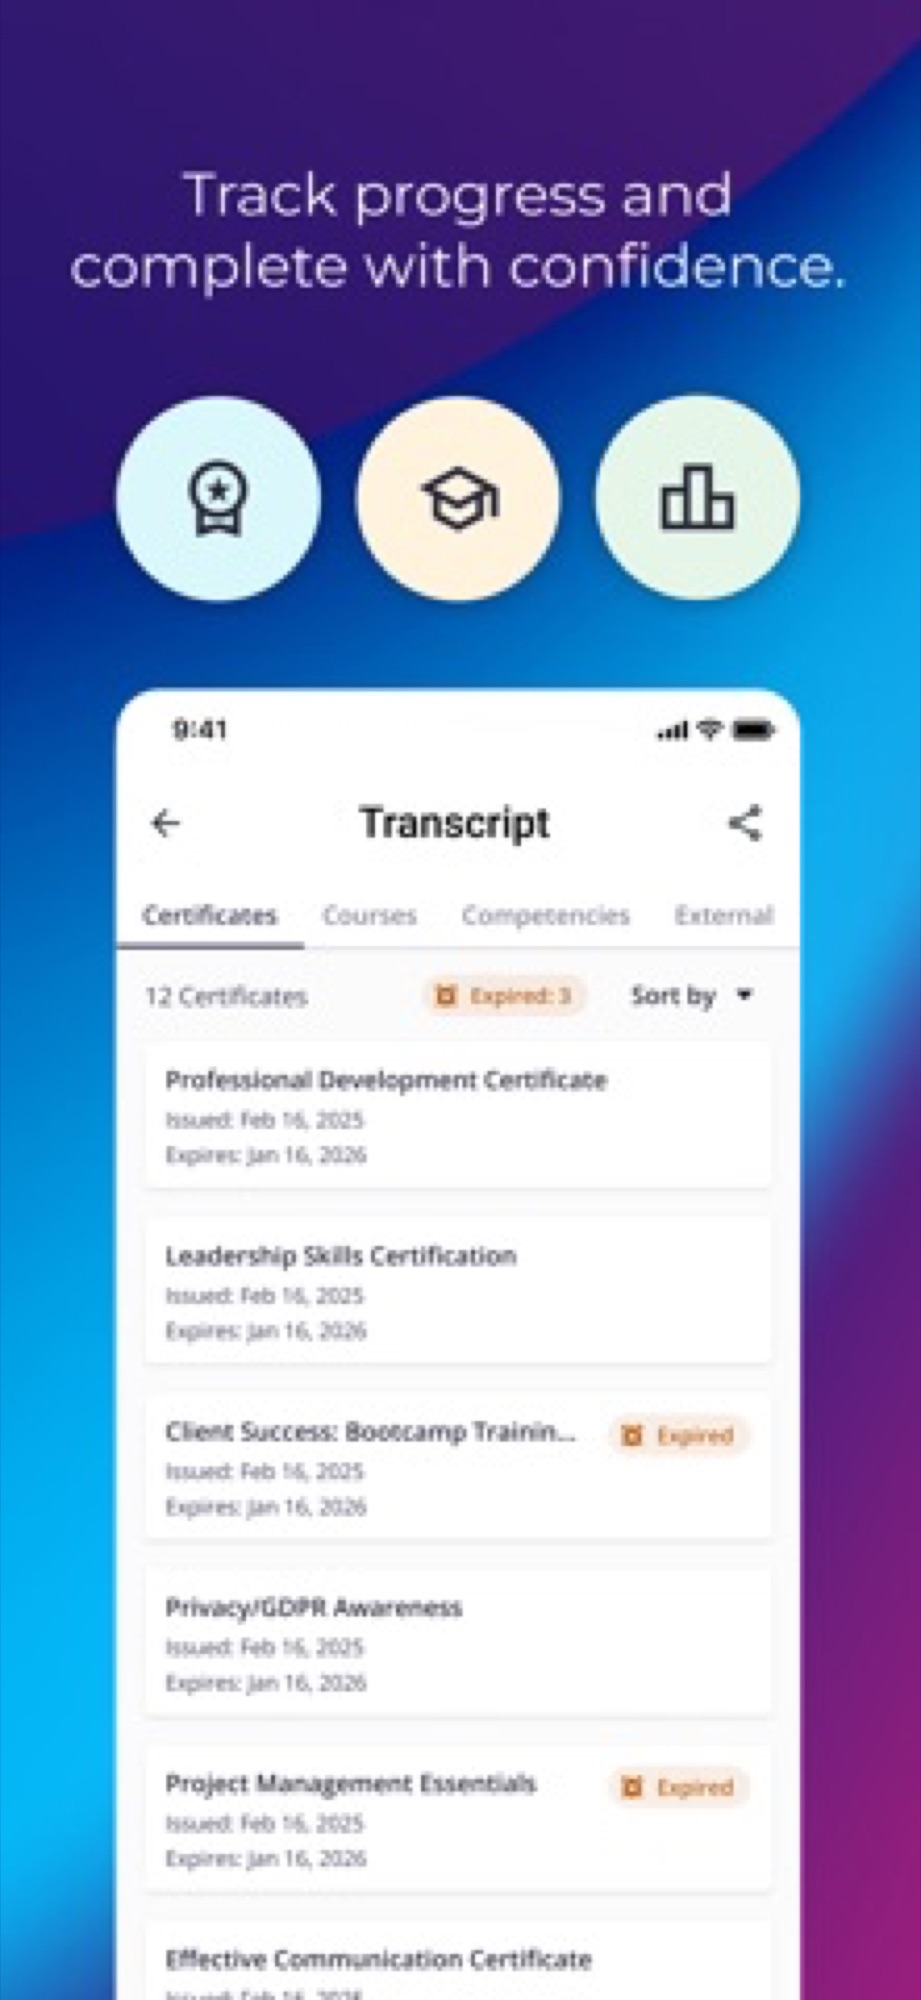 Track progress and
complete with confidence.
9:41
Transcript
Certificates Courses Competencies External
12 Certificates Expired: 3 Sort by
Professional Development Certificate
Issued: Feb 16, 2025
Expires: Jan 16, 2026
Leadership Skills Certification
Issued: Feb 16, 2025
Expires: Jan 16, 2026
Client Success: Bootcamp Trainin... Expired
Issued: Feb 16, 2025
Expires: Jan 16, 2026
Privacy/GDPR Awareness
Issued: Feb 16, 2025
Expires: Jan 16, 2026
Project Management Essentials Expired
Issued: Feb 16, 2025
Expires: Jan 16, 2026
Effective Communication Certificate
Issued: Feb 16, 2025